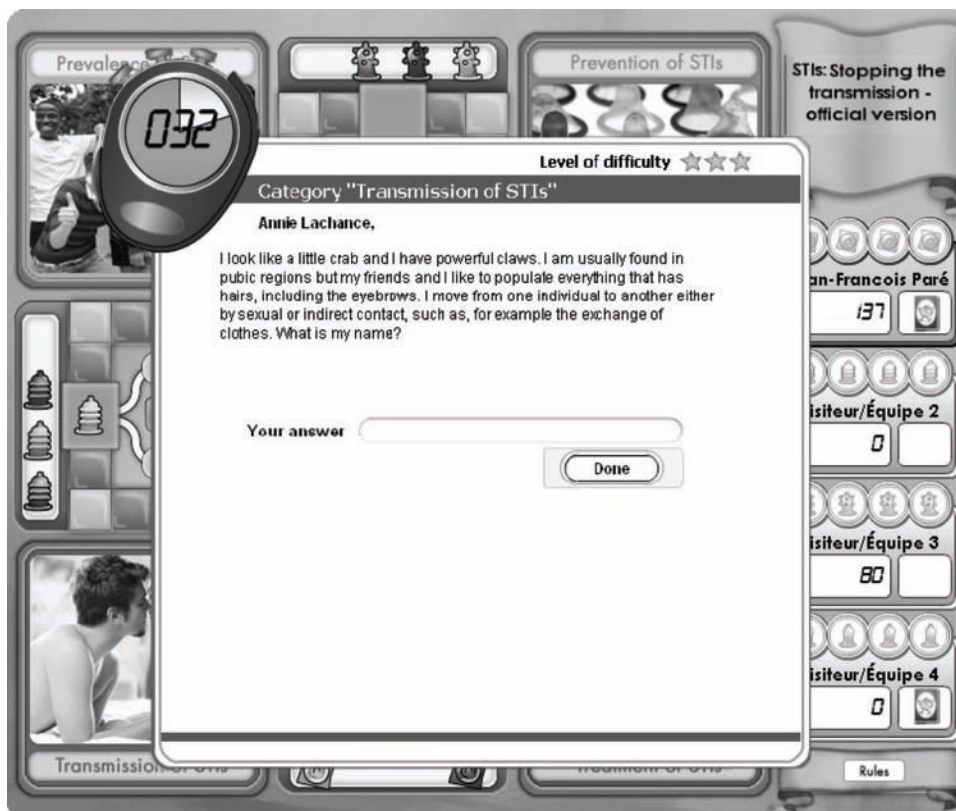 Prevalence
Prevention of STIs
STIs: Stopping the
transmission -
official version
032
Level of difficulty
Category "Transmission of STIs"
Annie Lachance,
I look like a little crab and I have powerful claws. I am usually found in
pubic regions but my friends and I like to populate everything that has
hairs, including the eyebrows. I move from one individual to another either
by sexual or indirect contact, such as, for example the exchange of
clothes. What is my name?
Your answer
Done
an-Francois Paré
137
isiteur/Équipe 2
0
isiteur/Équipe 3
80
isiteur/Équipe 4
0
Transmission of STIs
Treatment of STIs
Rules